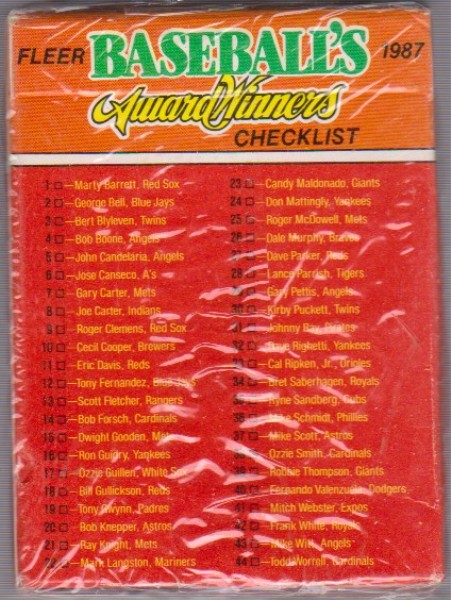 FLEER BASEBALL'S 1987
Award Winners
CHECKLIST
1 □—Marty Barrett, Red Sox
2 □—George Bell, Blue Jays
3 □—Bert Blyleven, Twins
4 □—Bob Boone, Angels
5 □—John Candelaria, Angels
6 □—Jose Canseco, A's
7 □—Gary Carter, Mets
8 □—Joe Carter, Indians
9 □—Roger Clemens, Red Sox
10 □—Cecil Cooper, Brewers
11 □—Eric Davis, Reds
12 □—Tony Fernandez, Blue Jays
13 □—Scott Fletcher, Rangers
14 □—Bob Forsch, Cardinals
15 □—Dwight Gooden, Mets
16 □—Ron Guidry, Yankees
17 □—Ozzie Guillen, White Sox
18 □—Bill Gullickson, Reds
19 □—Tony Gwynn, Padres
20 □—Bob Knepper, Astros
21 □—Ray Knight, Mets
22 □—Mark Langston, Mariners
23 □—Candy Maldonado, Giants
24 □—Don Mattingly, Yankees
25 □—Roger McDowell, Mets
26 □—Dale Murphy, Braves
27 □—Dave Parker, Reds
28 □—Lance Parrish, Tigers
29 □—Gary Pettis, Angels
30 □—Kirby Puckett, Twins
31 □—Johnny Ray, Pirates
32 □—Dave Righetti, Yankees
33 □—Cal Ripken, Jr., Orioles
34 □—Bret Saberhagen, Royals
35 □—Ryne Sandberg, Cubs
36 □—Mike Schmidt, Phillies
37 □—Mike Scott, Astros
38 □—Ozzie Smith, Cardinals
39 □—Robbie Thompson, Giants
40 □—Fernando Valenzuela, Dodgers
41 □—Mitch Webster, Expos
42 □—Frank White, Royals
43 □—Mike Witt, Angels
44 □—Todd Worrell, Cardinals